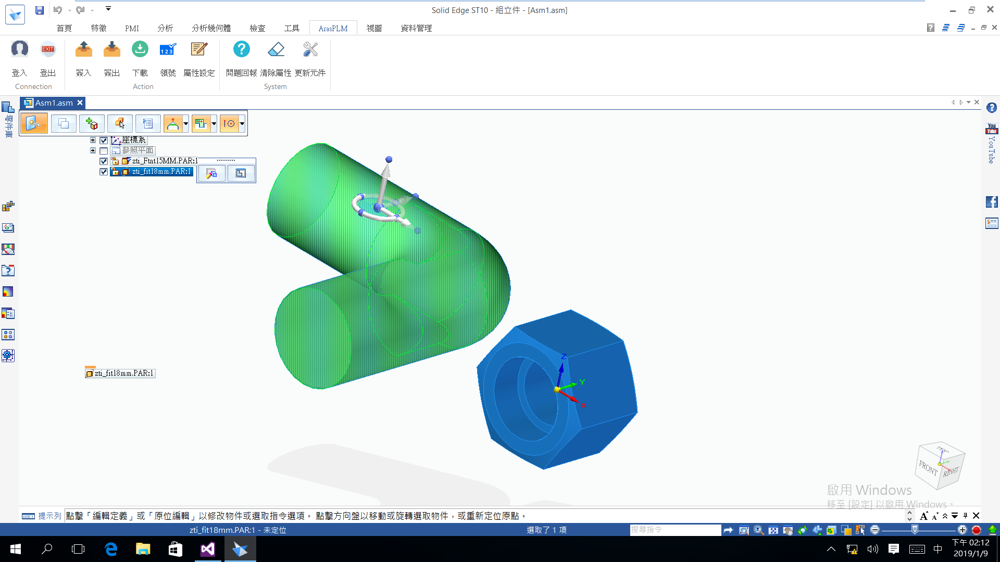 Solid Edge ST10 - 組立件 - [Asm1.asm]
首頁 特徵 PMI 分析 分析幾何體 檢查 工具 ArasPLM 視圖 資料管理
EXIT
1 2 3
登入 登出 簽入 簽出 下載 領號 屬性設定 問題回報 清除屬性 更新元件
Connection Action System
Asm1.asm
零件庫
座標系
參照平面
zti_Ftnt15MM.PAR:1
zti_fit18mm.PAR:1
You Tube
YouTube
zti_fit18mm.PAR:1
Z
Y
X
TOP
FRONT
RIGHT
啟用 Windows
移至 [設定] 以啟用 Windows。
提示列 點擊「編輯定義」或「原位編輯」以修改物件或選取指令選項。 點擊方向盤以移動或旋轉選取物件，或重新定位原點。
zti_fit18mm.PAR:1 - 未定位 選取了 1 項 搜尋指令
中
下午 02:12
2019/1/9